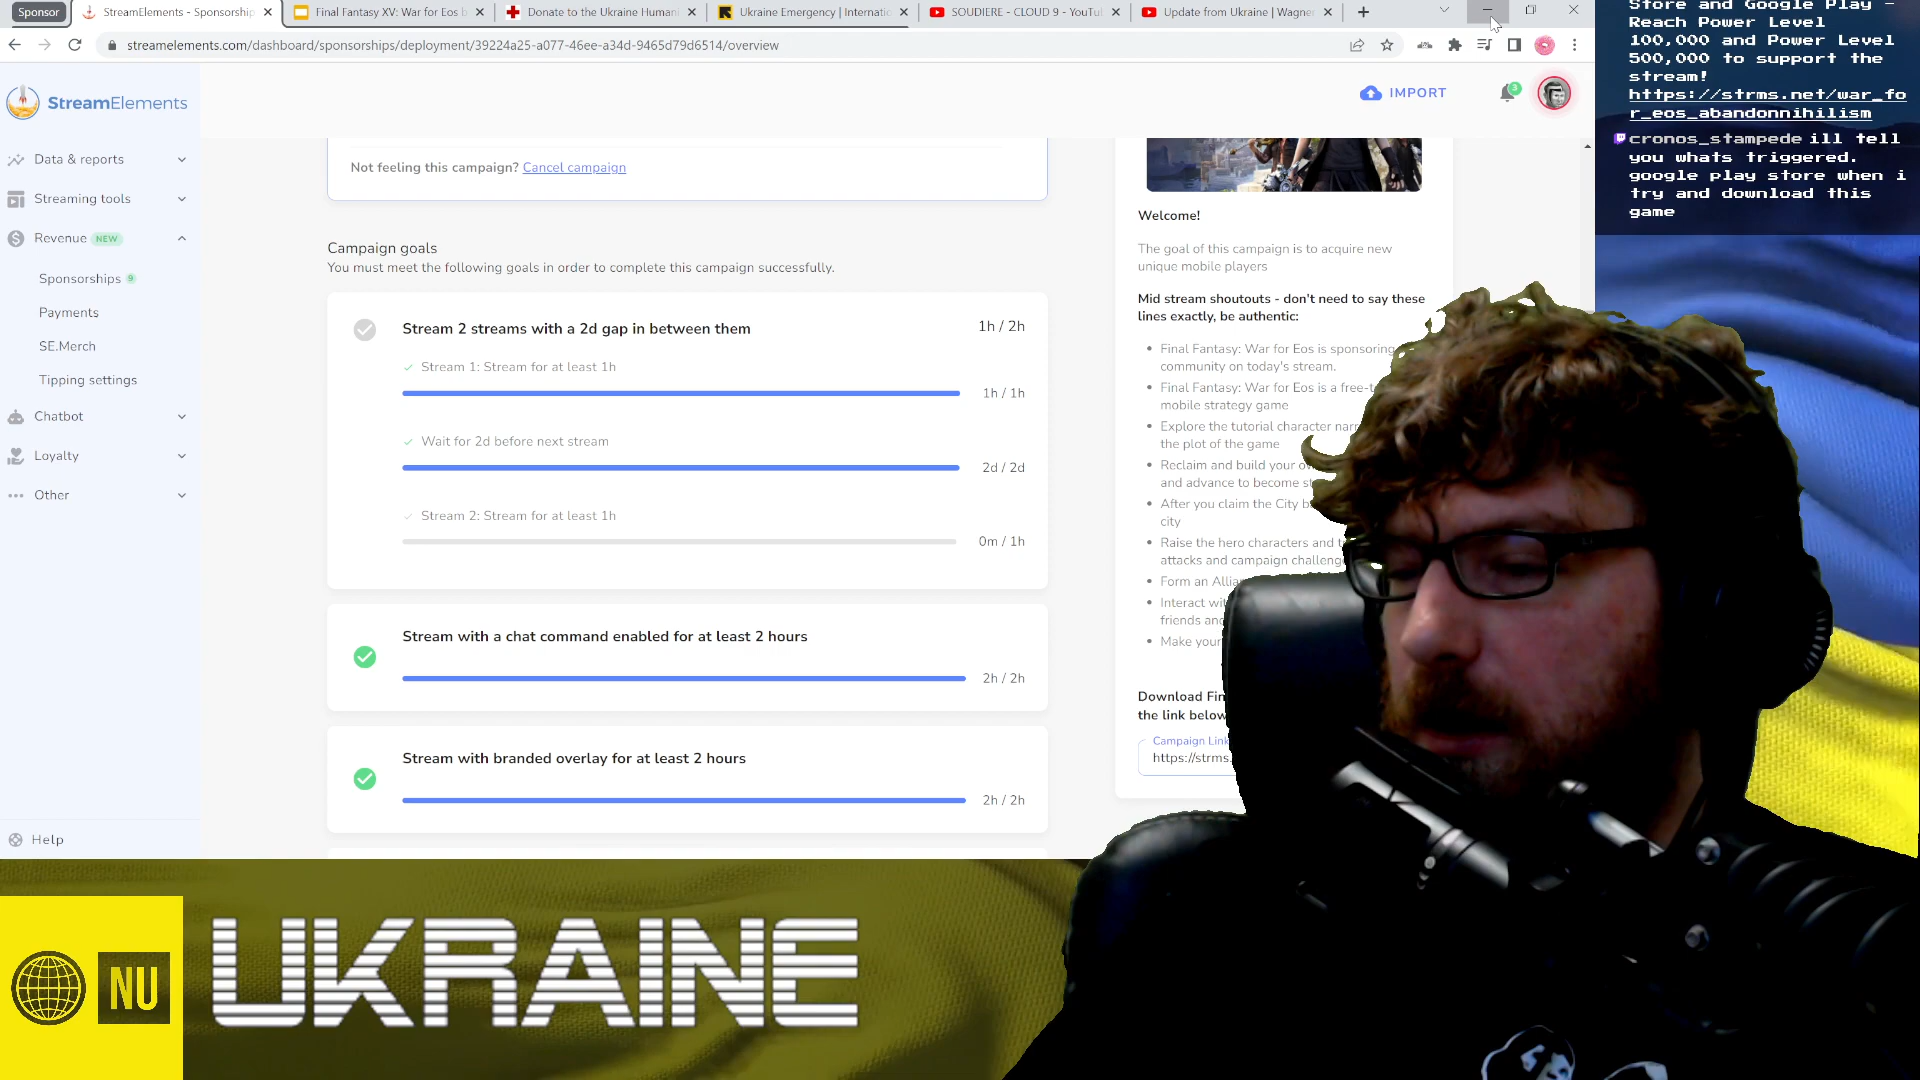 Sponsor
StreamElements - Sponsorship
Final Fantasy XV: War for Eos b
Donate to the Ukraine Humani
Ukraine Emergency | Internatio
SOUDIERE - CLOUD 9 - YouTu
Update from Ukraine | Wagne
streamelements.com/dashboard/sponsorships/deployment/39224a25-a077-46ee-a34d-9465d79d6514/overview
StreamElements
IMPORT
3
Data & reports
Streaming tools
Revenue NEW
Sponsorships 9
Payments
SE.Merch
Tipping settings
Chatbot
Loyalty
Other
Help
Not feeling this campaign? Cancel campaign
Campaign goals
You must meet the following goals in order to complete this campaign successfully.
Stream 2 streams with a 2d gap in between them
1h / 2h
Stream 1: Stream for at least 1h
1h / 1h
Wait for 2d before next stream
2d / 2d
Stream 2: Stream for at least 1h
0m / 1h
Stream with a chat command enabled for at least 2 hours
2h / 2h
Stream with branded overlay for at least 2 hours
2h / 2h
Welcome!
The goal of this campaign is to acquire new
unique mobile players
Mid stream shoutouts - don't need to say these
lines exactly, be authentic:
Final Fantasy: War for Eos is sponsoring
community on today's stream.
Final Fantasy: War for Eos is a free-t
mobile strategy game
Explore the tutorial character nar
the plot of the game
Reclaim and build your o
and advance to become st
After you claim the City b
city
Raise the hero characters and t
attacks and campaign challeng
Form an Allia
Interact wit
friends an
Make your
Download Fin
the link below
Campaign Link
https://strms.
Store and Google Play -
Reach Power Level
100,000 and Power Level
500,000 to support the
stream!
https://strms.net/war_fo
r_eos_abandonnihilism
cronos_stampede ill tell
you whats triggered.
google play store when i
try and download this
game
NU
UKRAINE